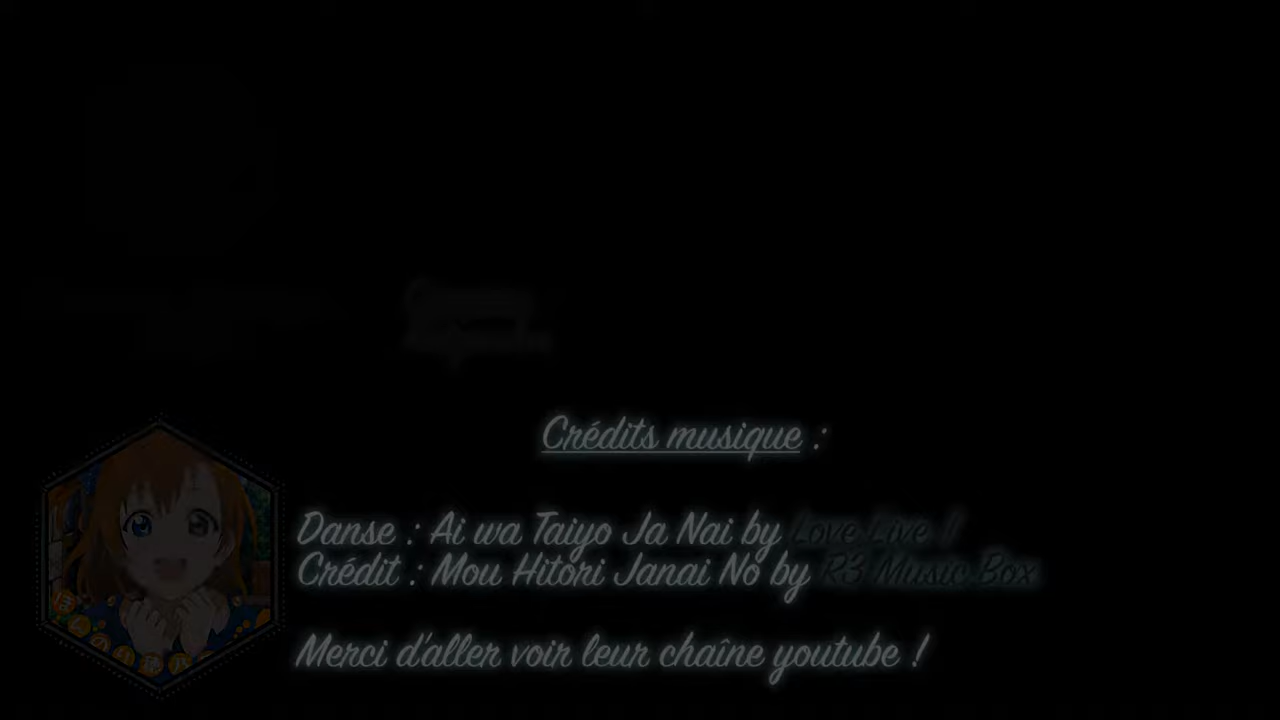 Crédits musique :
Danse : Ai wa Taiyo Ja Nai by Love Live !!
Crédit : Mou Hitori Janai No by R3 Music Box
Merci d'aller voir leur chaîne youtube !